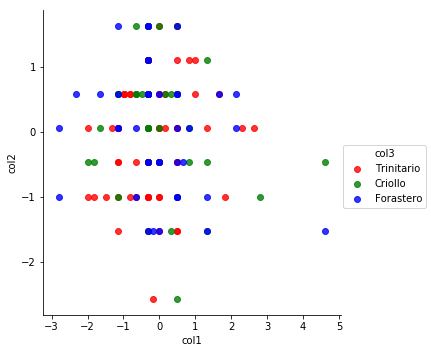 col2
1
0
−1
−2
−3
−2
−1
0
1
2
3
4
5
col1
col3
Trinitario
Criollo
Forastero